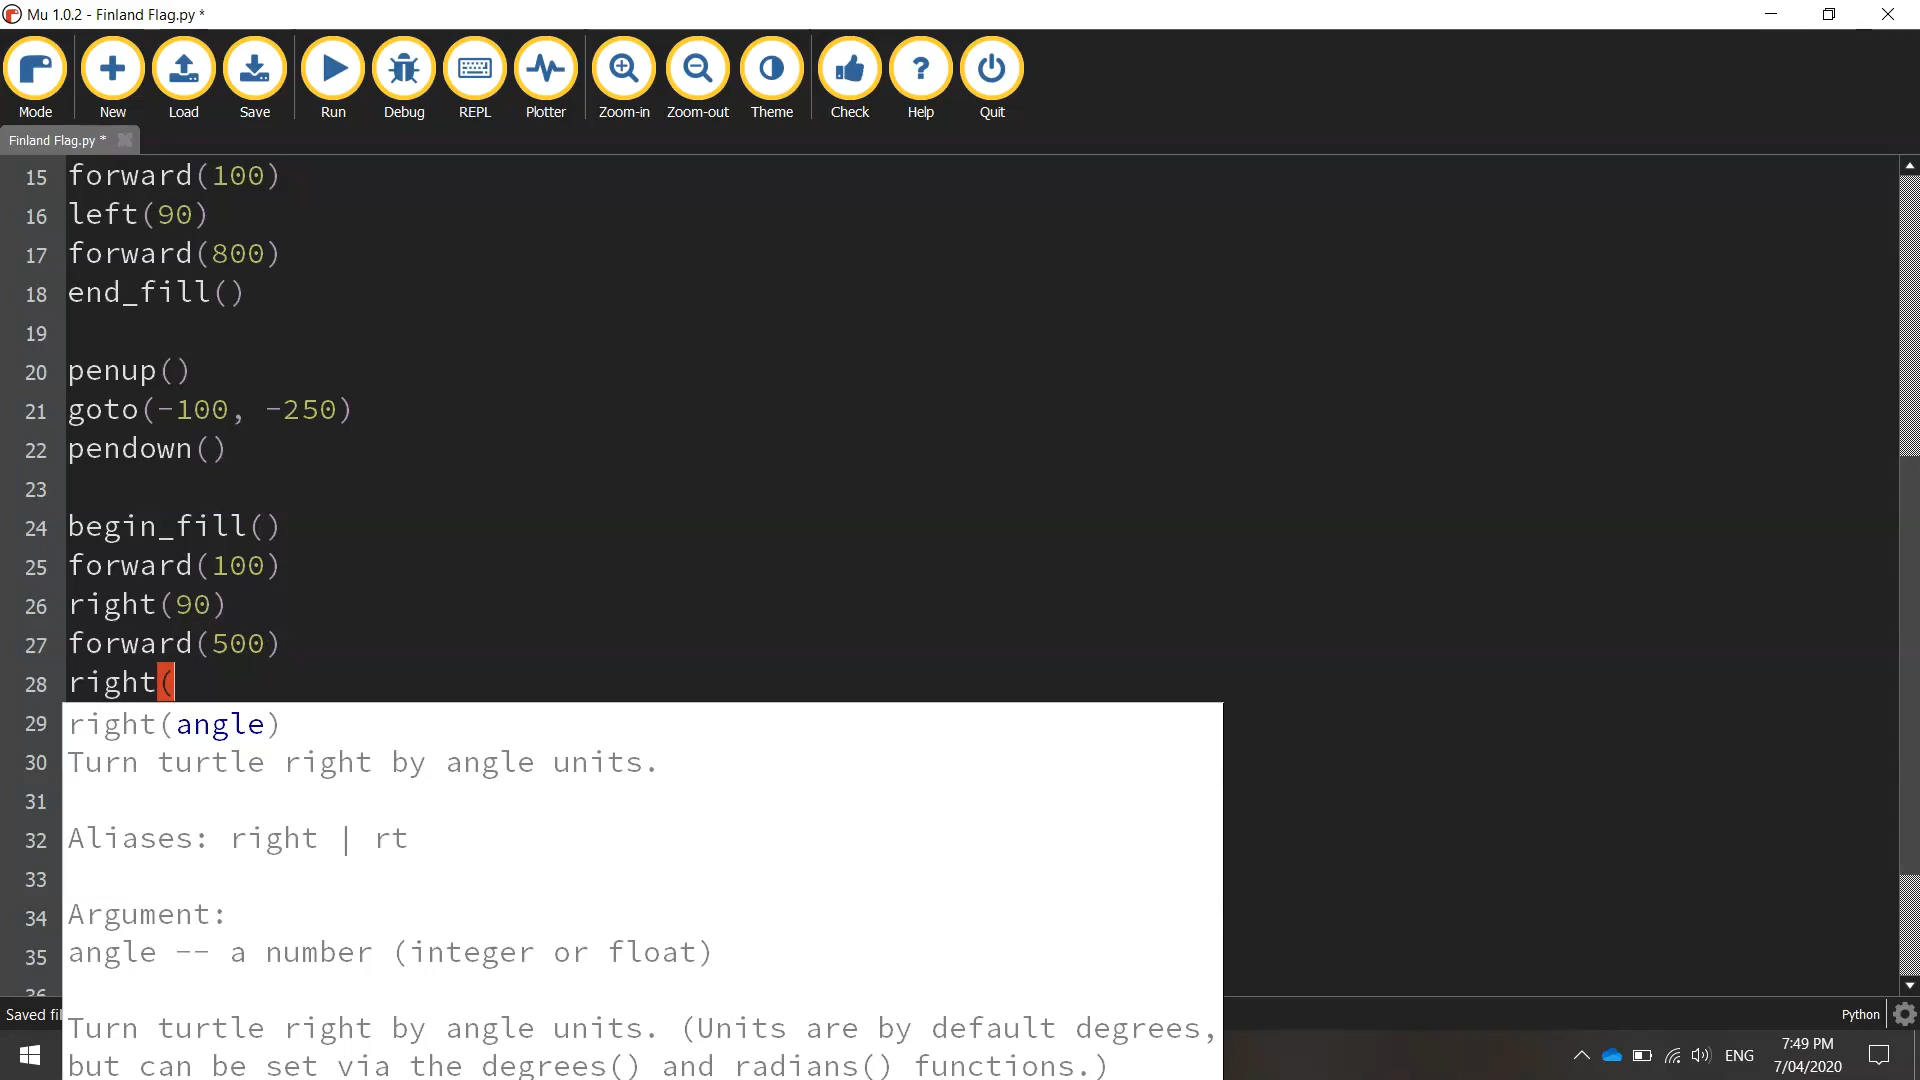 Mu 1.0.2 - Finland Flag.py *
Mode New Load Save Run Debug REPL Plotter Zoom-in Zoom-out Theme Check Help Quit
Finland Flag.py *
15 forward(100)
16 left(90)
17 forward(800)
18 end_fill()
19
20 penup()
21 goto(-100, -250)
22 pendown()
23
24 begin_fill()
25 forward(100)
26 right(90)
27 forward(500)
28 right(
29 right(angle)
30 Turn turtle right by angle units.
31
32 Aliases: right | rt
33
34 Argument:
35 angle -- a number (integer or float)
36
Saved fil
Turn turtle right by angle units. (Units are by default degrees,
but can be set via the degrees() and radians() functions.)
Python
ENG
7:49 PM
7/04/2020